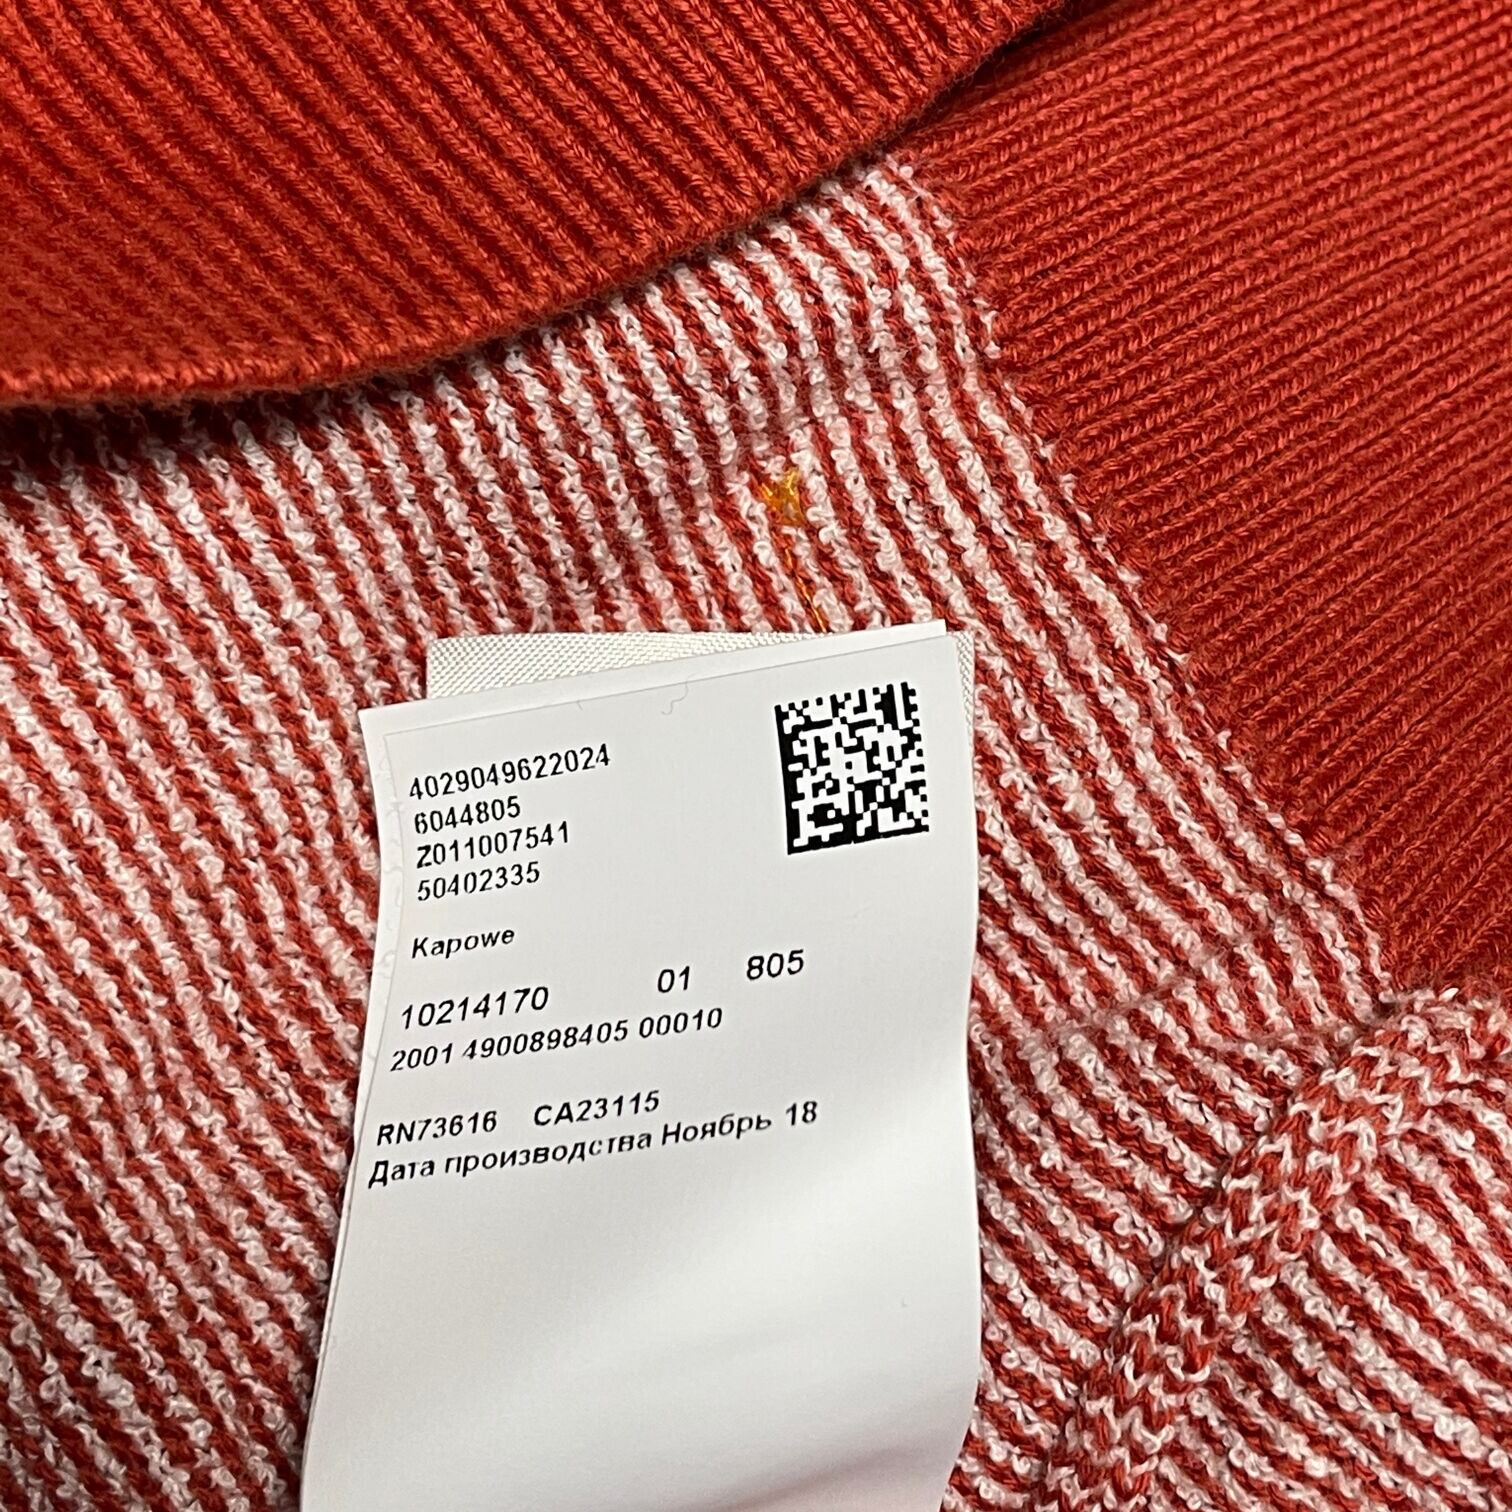 4029049622024
6044805
Z011007541
50402335
Kapowe
10214170 01 805
2001 4900898405 00010
RN73616 CA23115
Дата производства Ноябрь 18